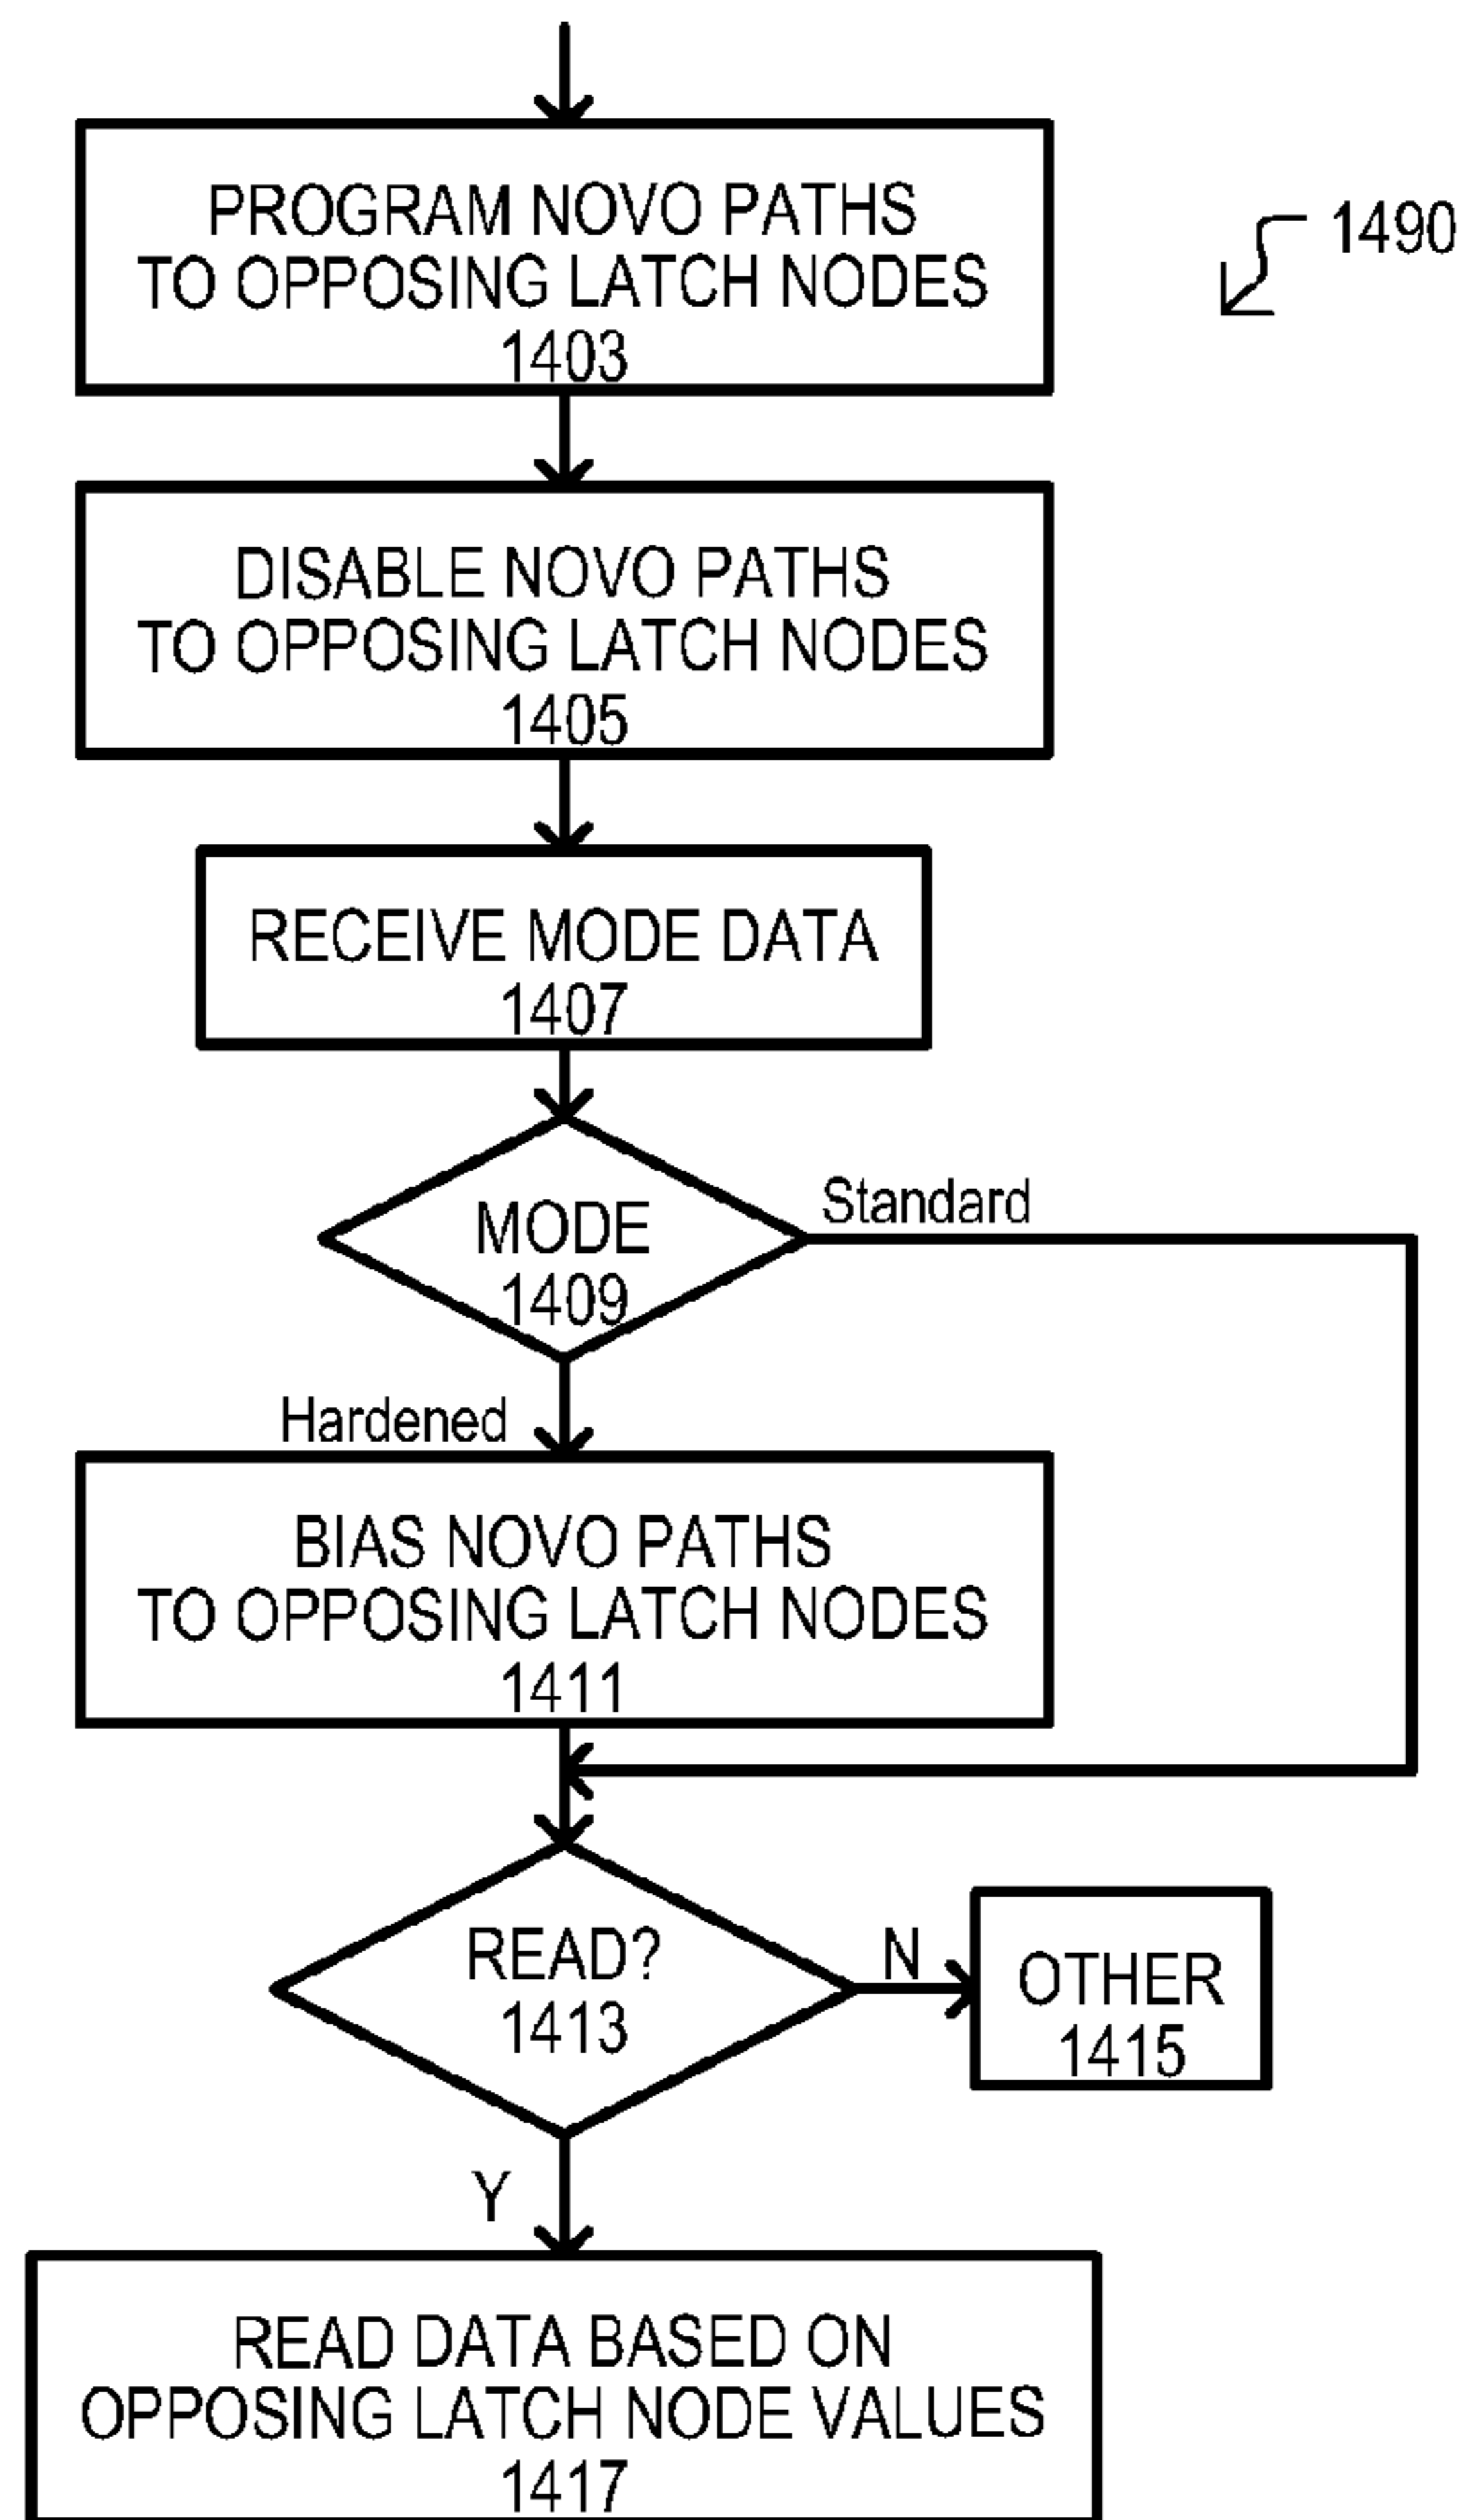 PROGRAM NOVO PATHS
TO OPPOSING LATCH NODES
1403
1490
DISABLE NOVO PATHS
TO OPPOSING LATCH NODES
1405
RECEIVE MODE DATA
1407
MODE
1409
Standard
Hardened
BIAS NOVO PATHS
TO OPPOSING LATCH NODES
1411
READ?
1413
N
OTHER
1415
Y
READ DATA BASED ON
OPPOSING LATCH NODE VALUES
1417